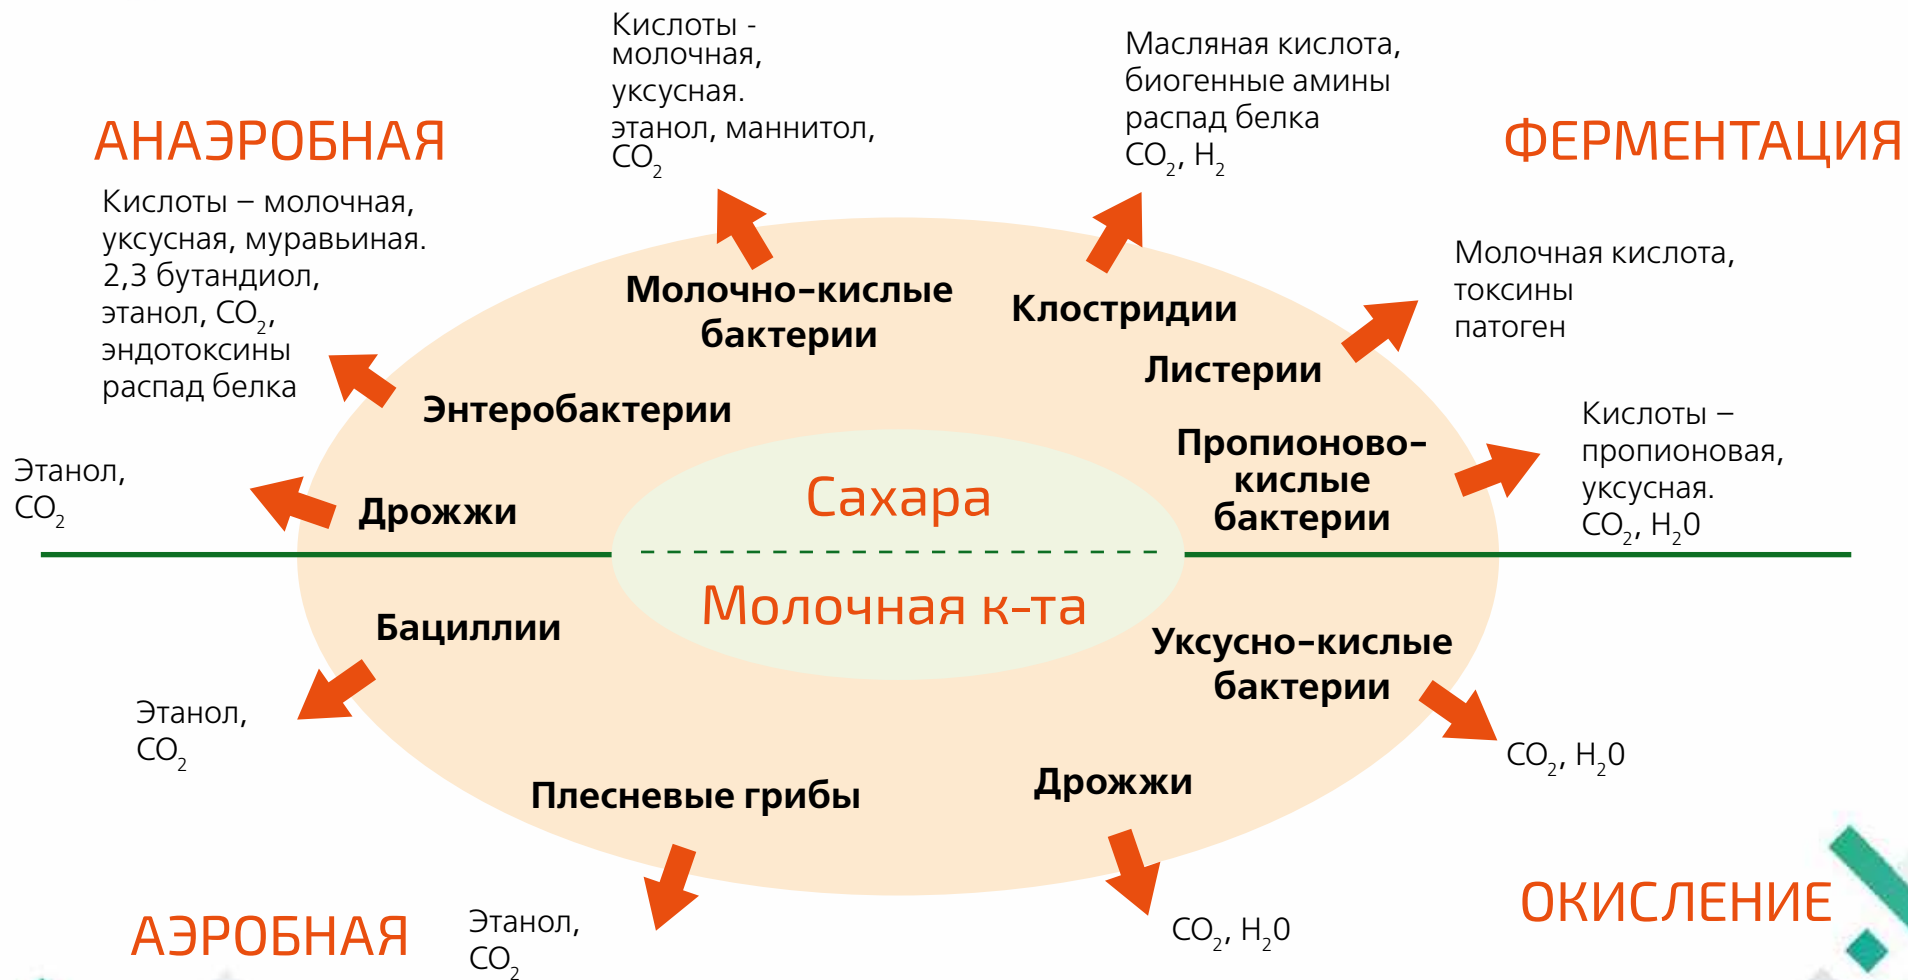 АНАЭРОБНАЯ
Кислоты – молочная,
уксусная, муравьиная.
2,3 бутандиол,
этанол, CO₂,
эндотоксины
распад белка
Кислоты -
молочная,
уксусная.
этанол, маннитол,
CO₂
Масляная кислота,
биогенные амины
распад белка
CO₂, H₂
ФЕРМЕНТАЦИЯ
Молочная кислота,
токсины
патоген
Кислоты –
пропионовая,
уксусная.
CO₂, H₂0
Этанол,
CO₂
Молочно-кислые
бактерии
Клостридии
Листерии
Энтеробактерии
Пропионово-
кислые
бактерии
Дрожжи
Сахара
Молочная к-та
Бациллии
Уксусно-кислые
бактерии
Плесневые грибы
Дрожжи
Этанол,
CO₂
CO₂, H₂0
АЭРОБНАЯ
Этанол,
CO₂
CO₂, H₂0
ОКИСЛЕНИЕ